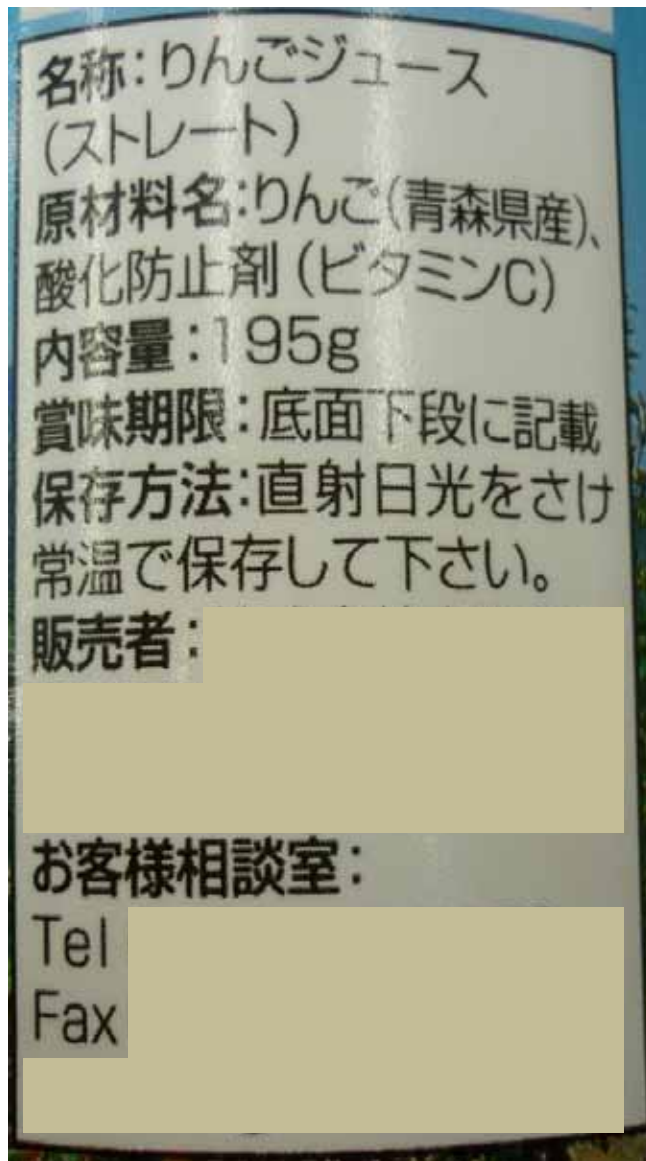 名称：りんごジュース
（ストレート）
原材料名：りんご（青森県産）、
酸化防止剤（ビタミンC）
内容量：195g
賞味期限：底面下段に記載
保存方法：直射日光をさけ
常温で保存して下さい。
販売者：
お客様相談室：
Tel
Fax